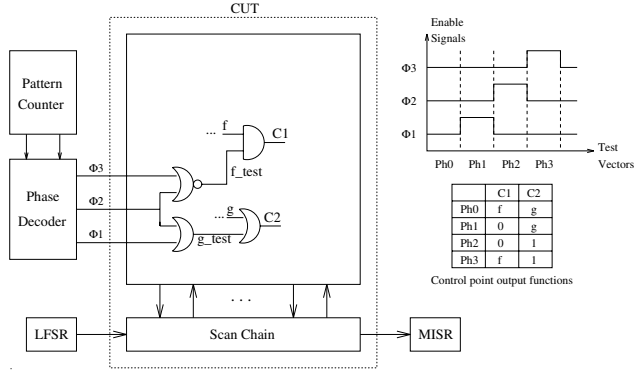 CUT
Pattern
Counter
Phase
Decoder
Φ3
Φ2
Φ1
... f
C1
f_test
...g
C2
g_test
. . .
LFSR
Scan Chain
MISR
Enable
Signals
Φ3
Φ2
Φ1
Test
Vectors
Ph0 Ph1 Ph2 Ph3
C1 C2
Ph0 f g
Ph1 0 g
Ph2 0 1
Ph3 f 1
Control point output functions